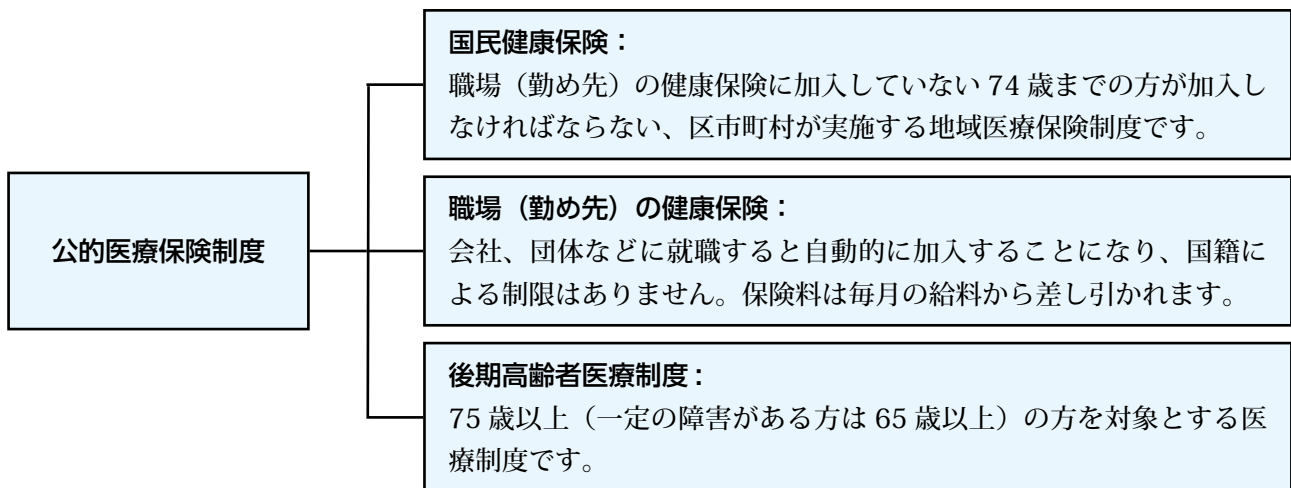 国民健康保険：
職場（勤め先）の健康保険に加入していない 74 歳までの方が加入し
なければならない、区市町村が実施する地域医療保険制度です。
公的医療保険制度
職場（勤め先）の健康保険：
会社、団体などに就職すると自動的に加入することになり、国籍に
よる制限はありません。保険料は毎月の給料から差し引かれます。
後期高齢者医療制度：
75 歳以上（一定の障害がある方は 65 歳以上）の方を対象とする医
療制度です。